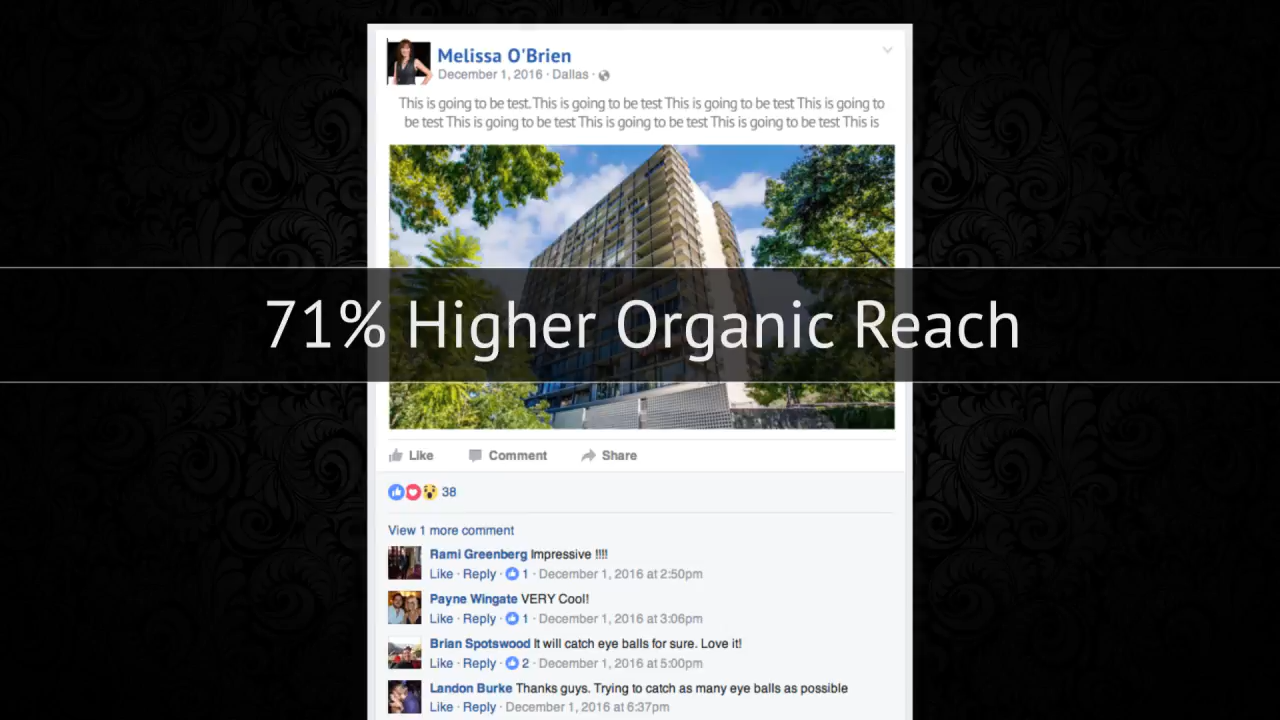 Melissa O'Brien
December 1, 2016 · Dallas ·
This is going to be test. This is going to be test This is going to be test This is going to
be test This is going to be test This is going to be test This is going to be test This is
71% Higher Organic Reach
Like Comment Share
38
View 1 more comment
Rami Greenberg Impressive !!!!
Like · Reply · 1 · December 1, 2016 at 2:50pm
Payne Wingate VERY Cool!
Like · Reply · 1 · December 1, 2016 at 3:06pm
Brian Spotswood It will catch eye balls for sure. Love it!
Like · Reply · 2 · December 1, 2016 at 5:00pm
Landon Burke Thanks guys. Trying to catch as many eye balls as possible
Like · Reply · December 1, 2016 at 6:37pm